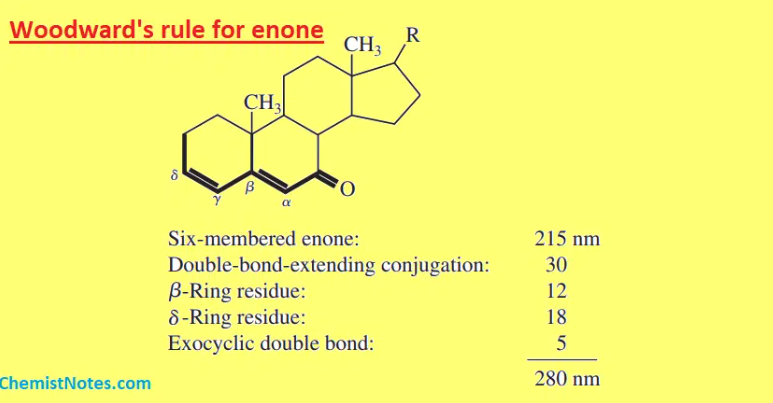 Woodward's rule for enone
CH3
R
CH3
δ
γ
β
α
O
Six-membered enone: 215 nm
Double-bond-extending conjugation: 30
β-Ring residue: 12
δ-Ring residue: 18
Exocyclic double bond: 5
280 nm
ChemistNotes.com